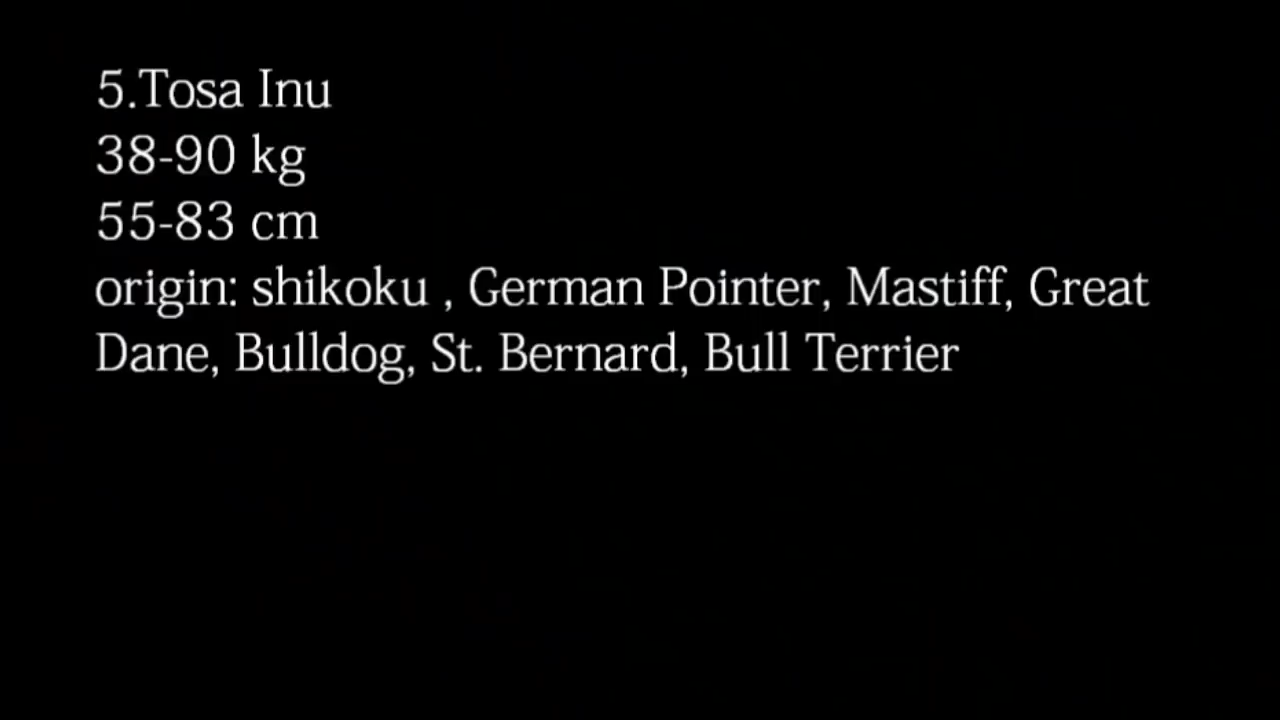 5.Tosa Inu
38-90 kg
55-83 cm
origin: shikoku , German Pointer, Mastiff, Great
Dane, Bulldog, St. Bernard, Bull Terrier